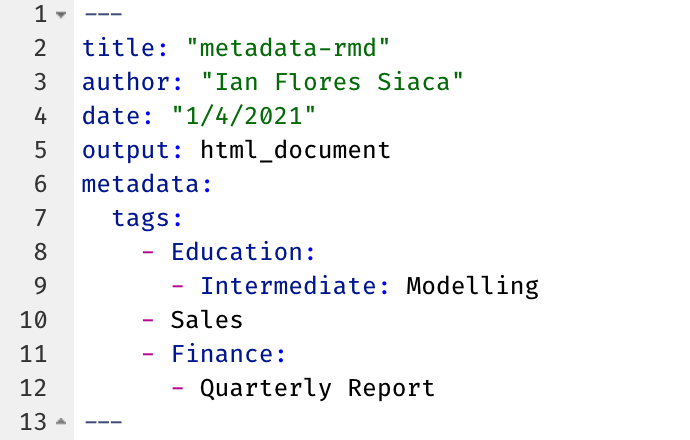 1 ---
2 title: "metadata-rmd"
3 author: "Ian Flores Siaca"
4 date: "1/4/2021"
5 output: html_document
6 metadata:
7   tags:
8     - Education:
9       - Intermediate: Modelling
10     - Sales
11     - Finance:
12       - Quarterly Report
13 ---